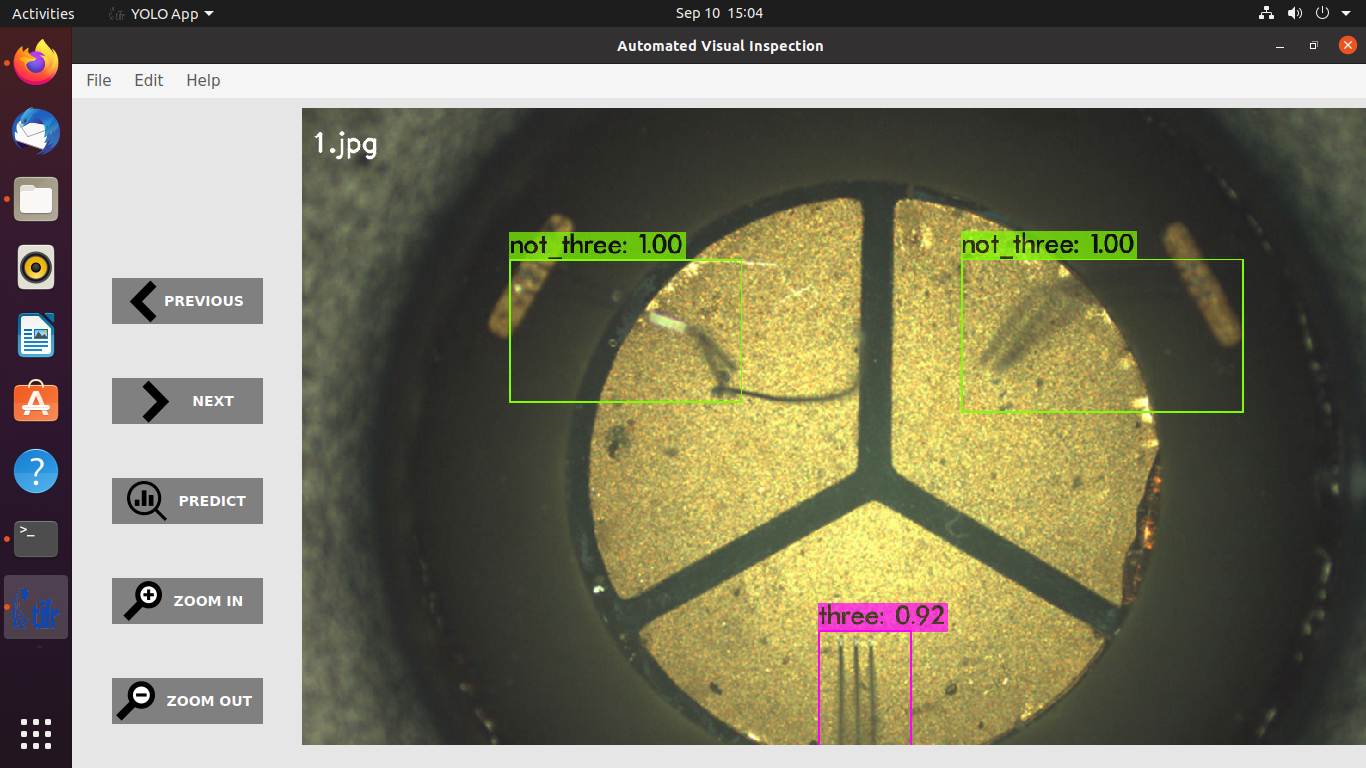 Activities
YOLO App
Sep 10 15:04
Automated Visual Inspection
File Edit Help
1.jpg
not_three: 1.00
not_three: 1.00
three: 0.92
PREVIOUS
NEXT
PREDICT
ZOOM IN
ZOOM OUT